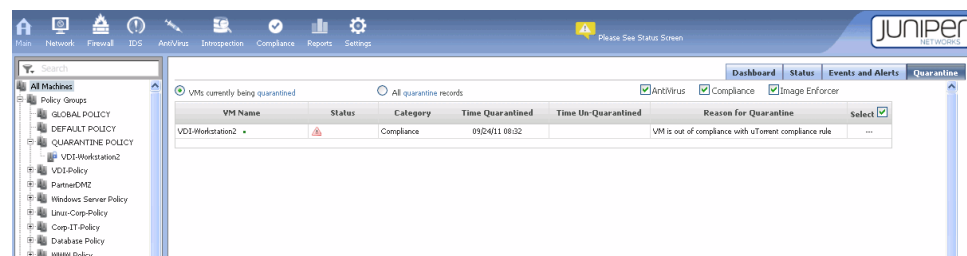 Main Network Firewall IDS AntiVirus Introspection Compliance Reports Settings
Please See Status Screen
JUNIPER
NETWORKS
Search
All Machines
Policy Groups
GLOBAL POLICY
DEFAULT POLICY
QUARANTINE POLICY
VDI-Workstation2
VDI-Policy
PartnerDMZ
Windows Server Policy
Linux-Corp-Policy
Corp-IT-Policy
Database Policy
WWW Policy
Dashboard Status Events and Alerts Quarantine
VMs currently being quarantined All quarantine records AntiVirus Compliance Image Enforcer
VM Name Status Category Time Quarantined Time Un-Quarantined Reason for Quarantine Select
VDI-Workstation2 Compliance 09/24/11 08:32 VM is out of compliance with uTorrent compliance rule ...